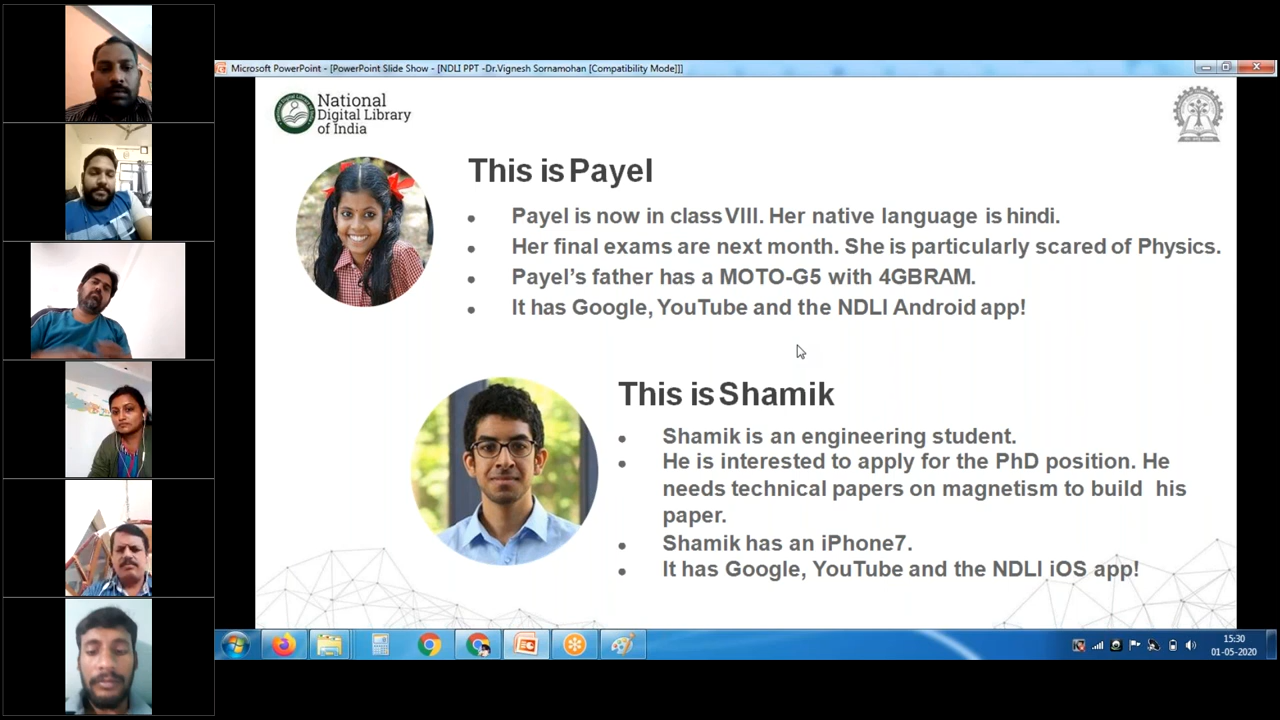 Microsoft PowerPoint - [PowerPoint Slide Show - [NDLI PPT -Dr.Vignesh Sornamohan [Compatibility Mode]]]
National
Digital Library
of India
This is Payel
• Payel is now in class VIII. Her native language is hindi.
• Her final exams are next month. She is particularly scared of Physics.
• Payel's father has a MOTO-G5 with 4GBRAM.
• It has Google, YouTube and the NDLI Android app!
This is Shamik
• Shamik is an engineering student.
• He is interested to apply for the PhD position. He
needs technical papers on magnetism to build his
paper.
• Shamik has an iPhone7.
• It has Google, YouTube and the NDLI iOS app!
15:30
01-05-2020